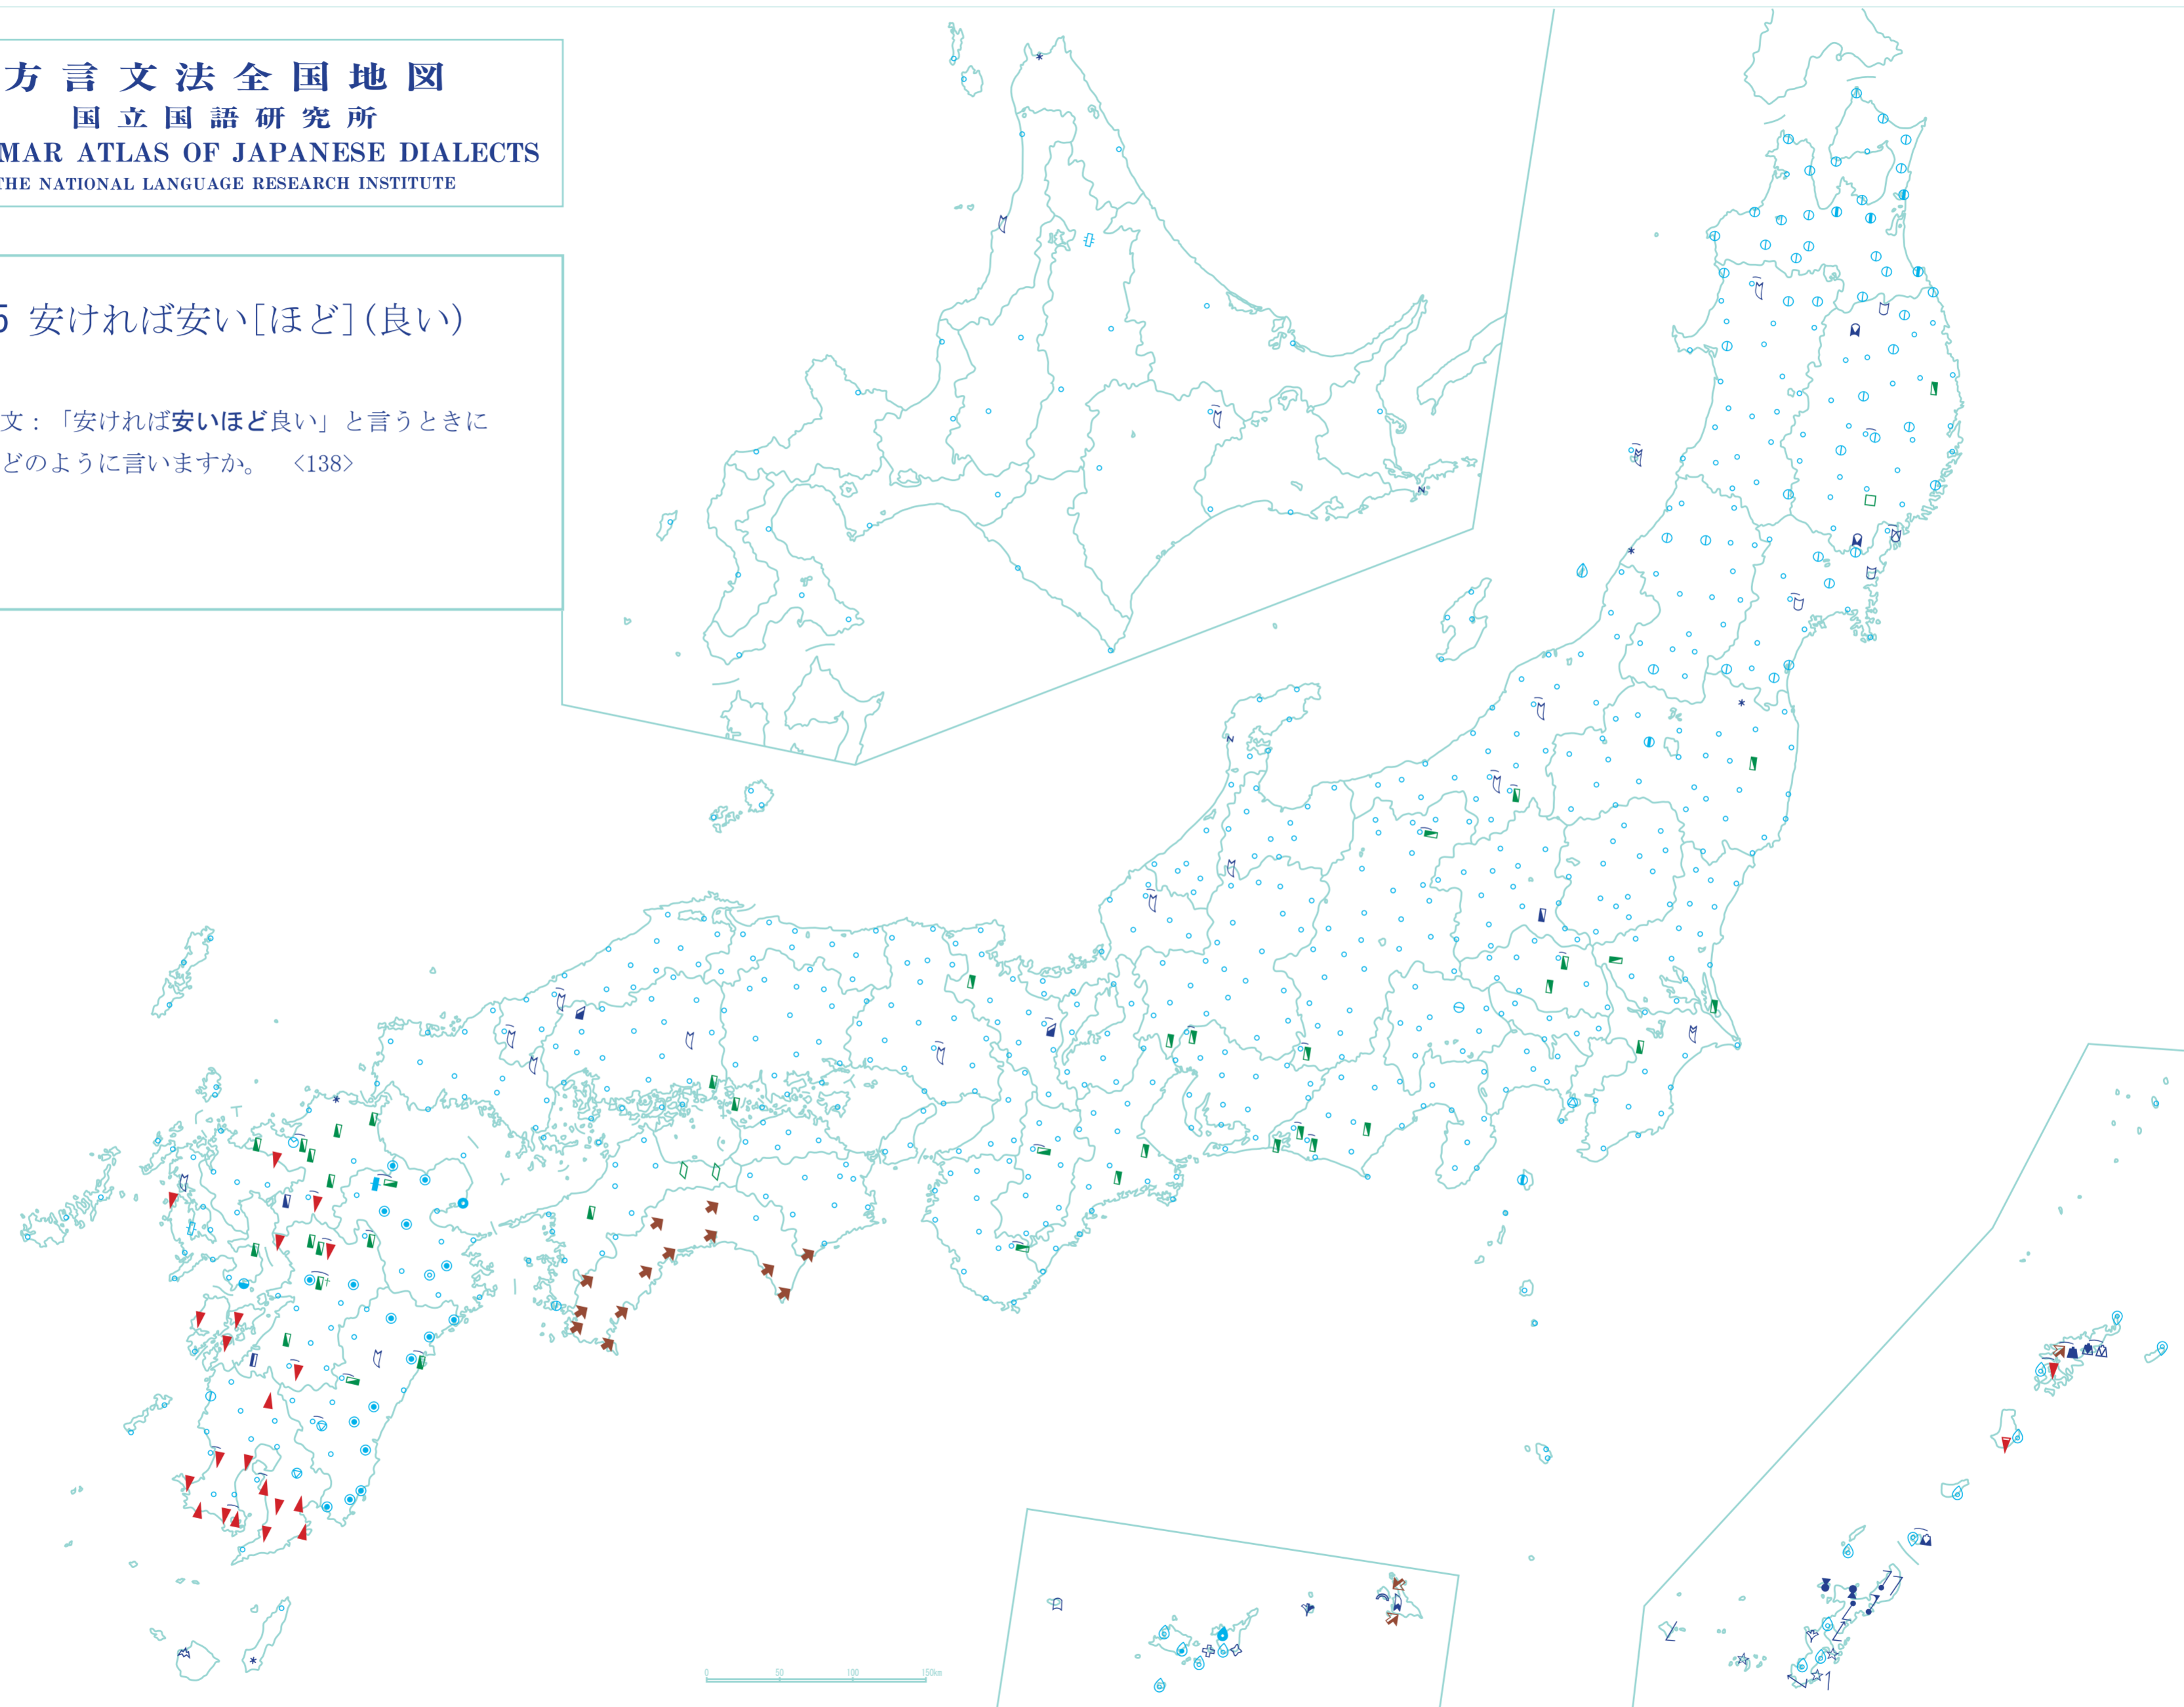 方言文法全国地図
国立国語研究所
MAR ATLAS OF JAPANESE DIALECTS
THE NATIONAL LANGUAGE RESEARCH INSTITUTE
5 安ければ安い[ほど](良い)
文:「安ければ安いほど良い」と言うときに
どのように言いますか。 〈138〉
0 50 100 150km